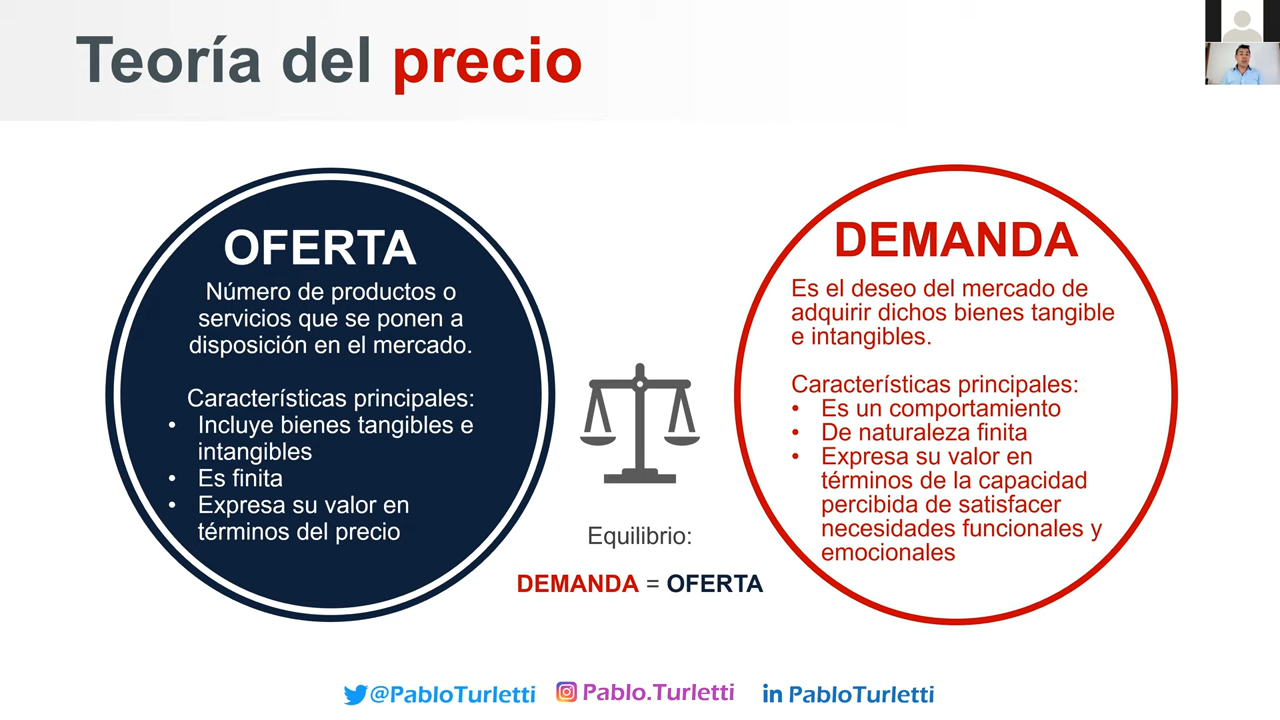 Teoría del precio
OFERTA
Número de productos o
servicios que se ponen a
disposición en el mercado.
Características principales:
• Incluye bienes tangibles e
intangibles
• Es finita
• Expresa su valor en
términos del precio
Equilibrio:
DEMANDA = OFERTA
DEMANDA
Es el deseo del mercado de
adquirir dichos bienes tangible
e intangibles.
Características principales:
• Es un comportamiento
• De naturaleza finita
• Expresa su valor en
términos de la capacidad
percibida de satisfacer
necesidades funcionales y
emocionales
@PabloTurletti Pablo.Turletti in PabloTurletti